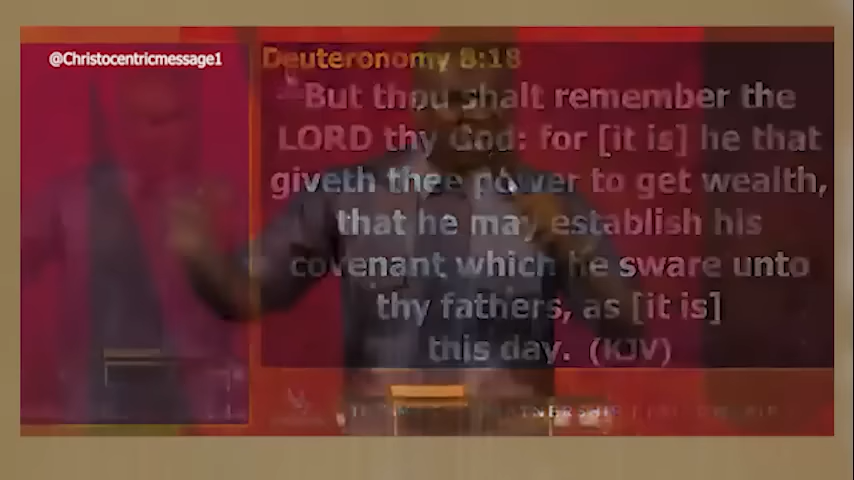 @Christocentricmessage1
Deuteronomy 8:18
But thou shalt remember the
LORD thy God: for [it is] he that
giveth thee power to get wealth,
that he may establish his
covenant which he sware unto
thy fathers, as [it is]
this day. (KJV)